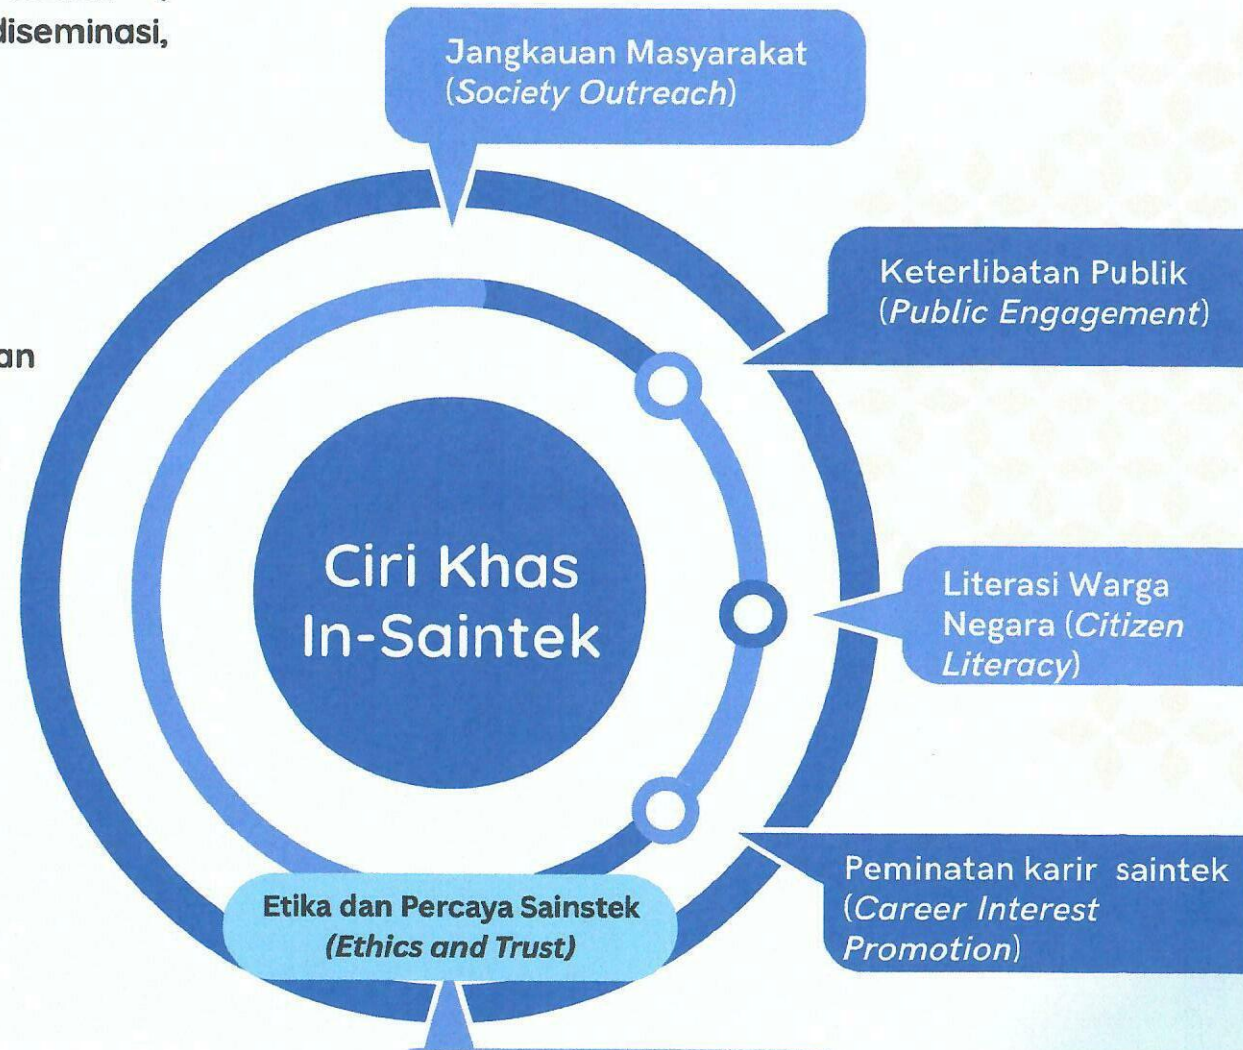 diseminasi,
Jangkauan Masyarakat
(Society Outreach)
Keterlibatan Publik
(Public Engagement)
an
Ciri Khas
In-Saintek
Literasi Warga
Negara (Citizen
Literacy)
Peminatan karir saintek
(Career Interest
Promotion)
Etika dan Percaya Sainstek
(Ethics and Trust)